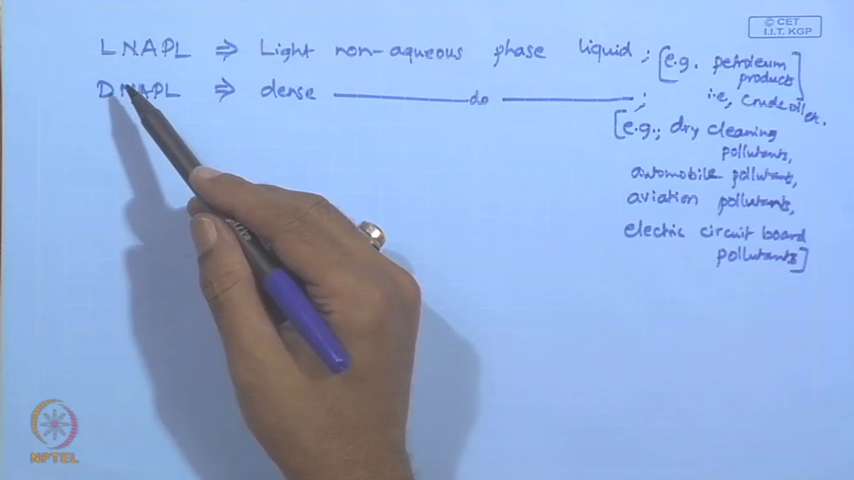 © CET
I.I.T. KGP
LNAPL ⇒ Light non-aqueous phase liquid ; [e.g. petroleum
products]
i.e, crude oil etc.
DNAPL ⇒ dense ——— do ——— ;
[e.g., dry cleaning
pollutants,
automobile pollutants,
aviation pollutants,
electric circuit board
pollutants]
NPTEL